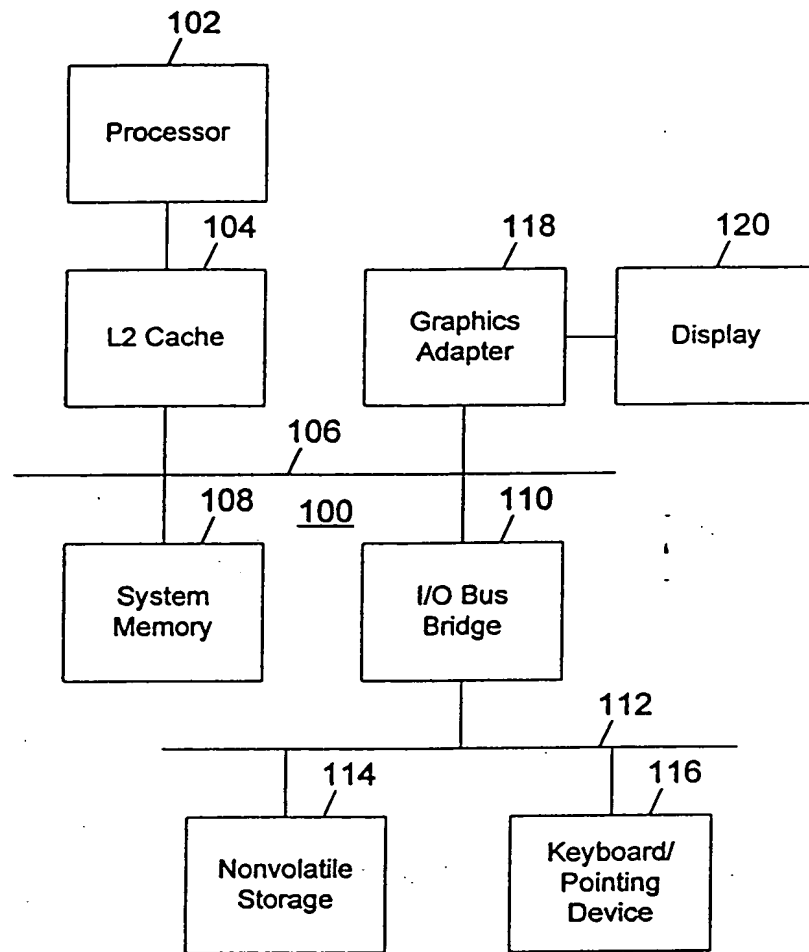 102
Processor
104
118
120
L2 Cache
Graphics
Adapter
Display
106
108
100
110
System
Memory
I/O Bus
Bridge
112
114
116
Nonvolatile
Storage
Keyboard/
Pointing
Device